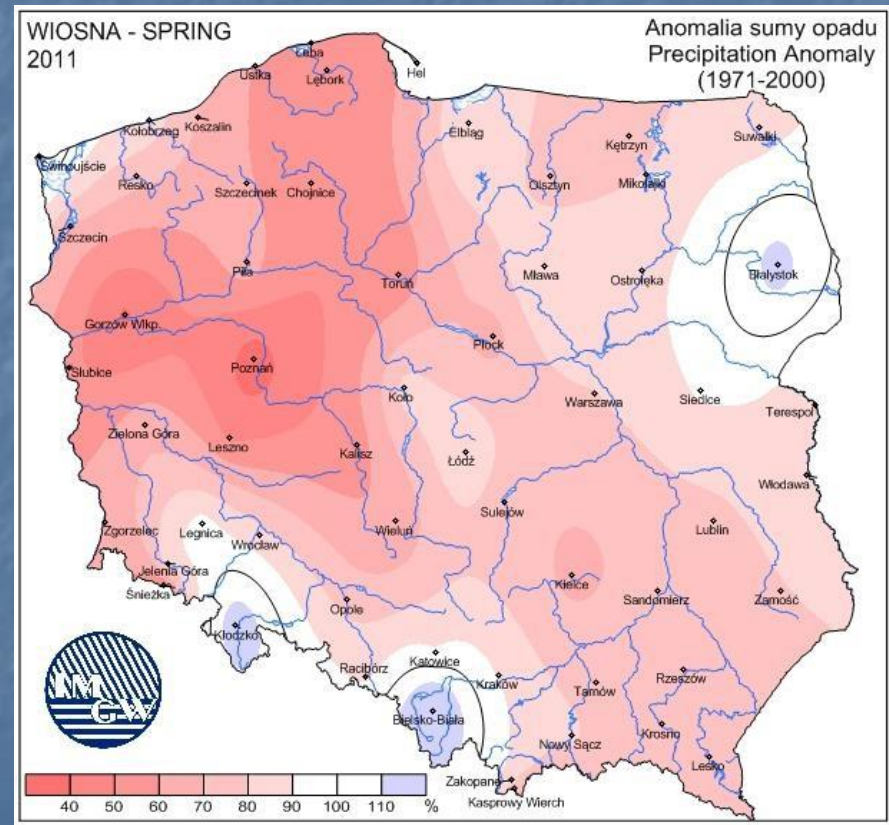 WIOSNA - SPRING
2011
Anomalia sumy opadu
Precipitation Anomaly
(1971-2000)
Łeba
Ustka
Lębork
Hel
Kołobrzeg
Koszalin
Elbląg
Kętrzyn
Suwałki
Świnoujście
Resko
Szczecinek
Chojnice
Olsztyn
Mikołajki
Szczecin
Piła
Toruń
Mława
Ostrołęka
Białystok
Gorzów Wlkp.
Płock
Słubice
Poznań
Koło
Warszawa
Siedlce
Terespol
Zielona Góra
Leszno
Kalisz
Łódź
Włodawa
Sulejów
Zgorzelec
Legnica
Wrocław
Wieluń
Lublin
Jelenia Góra
Śnieżka
Opole
Kielce
Sandomierz
Zamość
Kłodzko
Racibórz
Katowice
Kraków
Tarnów
Rzeszów
Bielsko-Biała
Nowy Sącz
Krosno
Lesko
Zakopane
Kasprowy Wierch
IM
GW
40 50 60 70 80 90 100 110 %